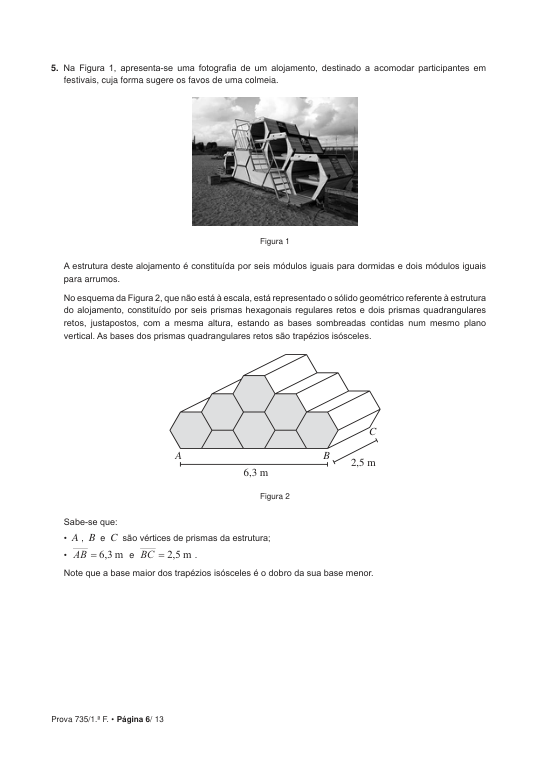 5. Na Figura 1, apresenta-se uma fotografia de um alojamento, destinado a acomodar participantes em
festivais, cuja forma sugere os favos de uma colmeia.
Figura 1
A estrutura deste alojamento é constituída por seis módulos iguais para dormidas e dois módulos iguais
para arrumos.
No esquema da Figura 2, que não está à escala, está representado o sólido geométrico referente à estrutura
do alojamento, constituído por seis prismas hexagonais regulares retos e dois prismas quadrangulares
retos, justapostos, com a mesma altura, estando as bases sombreadas contidas num mesmo plano
vertical. As bases dos prismas quadrangulares retos são trapézios isósceles.
C
A
B
2,5 m
6,3 m
Figura 2
Sabe-se que:
• A , B e C são vértices de prismas da estrutura;
• AB = 6,3 m e BC = 2,5 m .
Note que a base maior dos trapézios isósceles é o dobro da sua base menor.
Prova 735/1.ª F. • Página 6/ 13